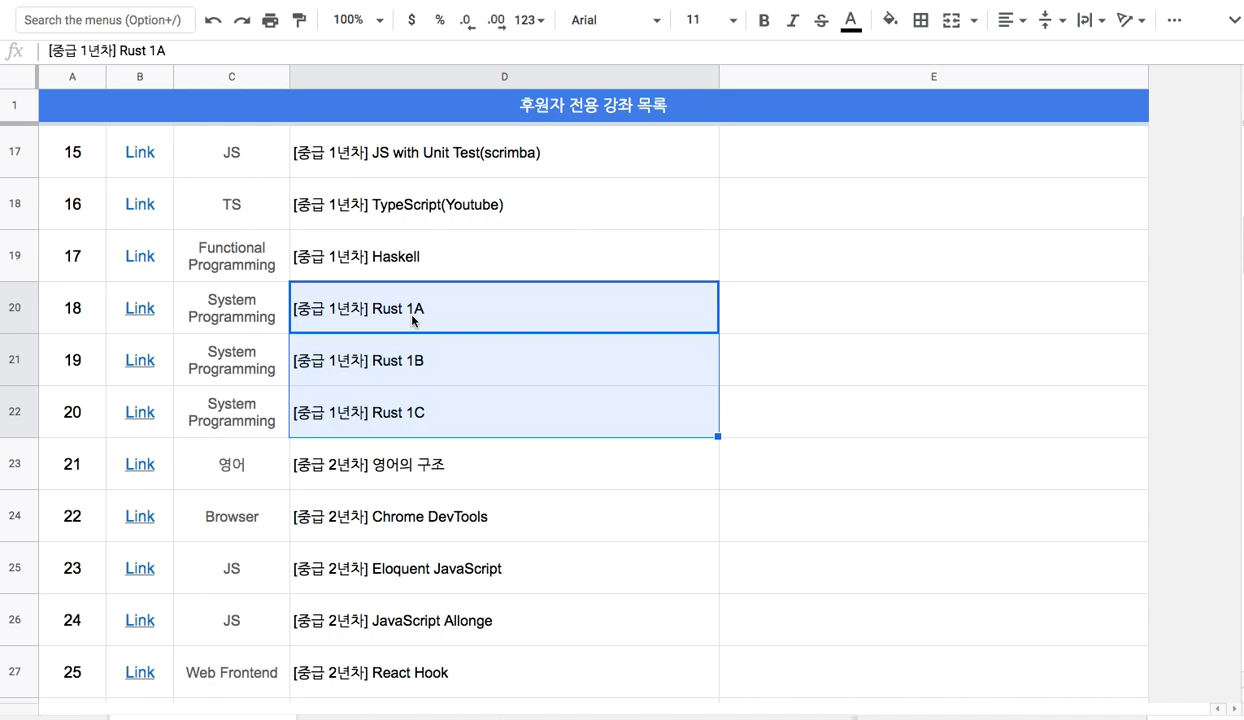 Search the menus (Option+/)
100%
$ % .0 .00 123
Arial
11
B I S A
fx [중급 1년차] Rust 1A
A B C D E
1 후원자 전용 강좌 목록
17 15 Link JS [중급 1년차] JS with Unit Test(scrimba)
18 16 Link TS [중급 1년차] TypeScript(Youtube)
19 17 Link Functional Programming [중급 1년차] Haskell
20 18 Link System Programming [중급 1년차] Rust 1A
21 19 Link System Programming [중급 1년차] Rust 1B
22 20 Link System Programming [중급 1년차] Rust 1C
23 21 Link 영어 [중급 2년차] 영어의 구조
24 22 Link Browser [중급 2년차] Chrome DevTools
25 23 Link JS [중급 2년차] Eloquent JavaScript
26 24 Link JS [중급 2년차] JavaScript Allonge
27 25 Link Web Frontend [중급 2년차] React Hook